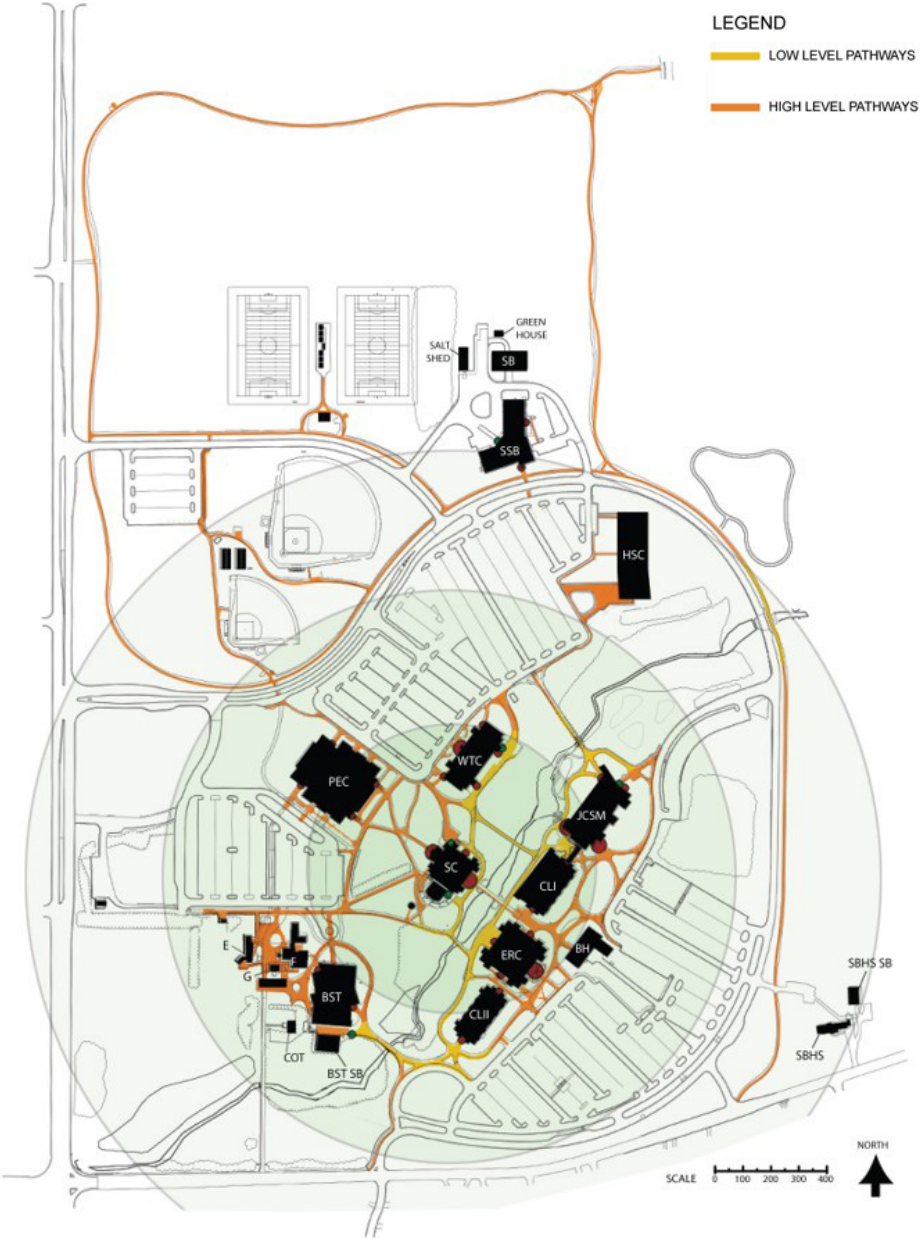 LEGEND
LOW LEVEL PATHWAYS
HIGH LEVEL PATHWAYS
GREEN
HOUSE
SALT
SHED
SB
SSB
HSC
WTC
PEC
JCSM
SC
CLI
E
F
ERC
BH
G
BST
CLII
SBHS SB
COT
BST SB
SBHS
NORTH
SCALE
0 100 200 300 400